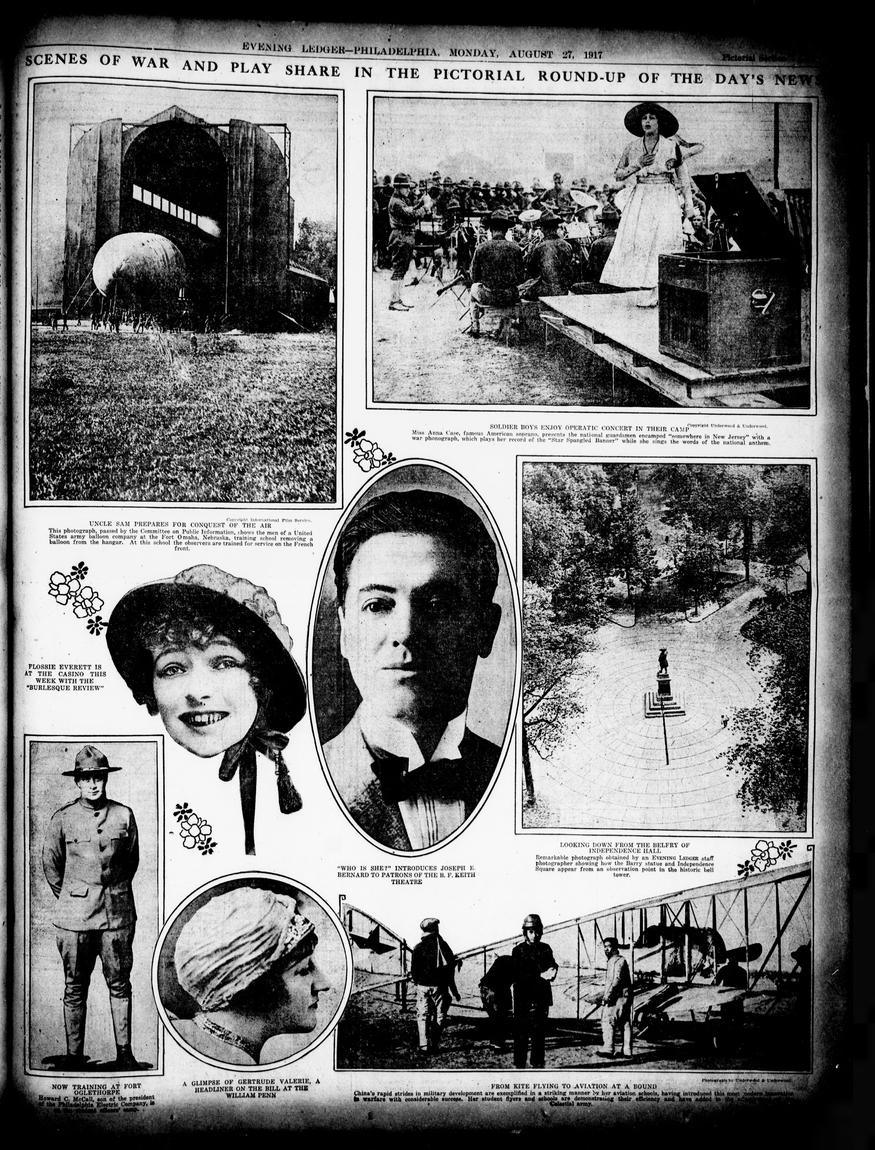 EVENING LEDGER—PHILADELPHIA, MONDAY, AUGUST 27, 1917
Pictorial Section
SCENES OF WAR AND PLAY SHARE IN THE PICTORIAL ROUND-UP OF THE DAY'S NEWS
Copyright International Film Service.
UNCLE SAM PREPARES FOR CONQUEST OF THE AIR
This photograph, passed by the Committee on Public Information, shows the men of a United
States army balloon company at the Fort Omaha, Nebraska, training school removing a
balloon from the hangar. At this school the observers are trained for service on the French
front.
Copyright Underwood & Underwood.
SOLDIER BOYS ENJOY OPERATIC CONCERT IN THEIR CAMP
Miss Anna Case, famous American soprano, presents the national guardsmen encamped "somewhere in New Jersey" with a
war phonograph, which plays her record of the "Star Spangled Banner" while she sings the words of the national anthem.
FLOSSIE EVERETT IS
AT THE CASINO THIS
WEEK WITH THE
"BURLESQUE REVIEW"
"WHO IS SHE?" INTRODUCES JOSEPH E.
BERNARD TO PATRONS OF THE B. F. KEITH
THEATRE
LOOKING DOWN FROM THE BELFRY OF
INDEPENDENCE HALL
Remarkable photograph obtained by an EVENING LEDGER staff
photographer showing how the Barry statue and Independence
Square appear from an observation point in the historic bell
tower.
NOW TRAINING AT FORT
OGLETHORPE
Howard C. McCall, son of the president
of the Philadelphia Electric Company, is
at the student officers' camp.
A GLIMPSE OF GERTRUDE VALERIE, A
HEADLINER ON THE BILL AT THE
WILLIAM PENN
Photograph by Underwood & Underwood.
FROM KITE FLYING TO AVIATION AT A BOUND
China's rapid strides in military development are exemplified in a striking manner by her aviation schools, having introduced this most modern innovation
in warfare with considerable success. Her student flyers and schools are demonstrating their efficiency and have added to the
Celestial army.